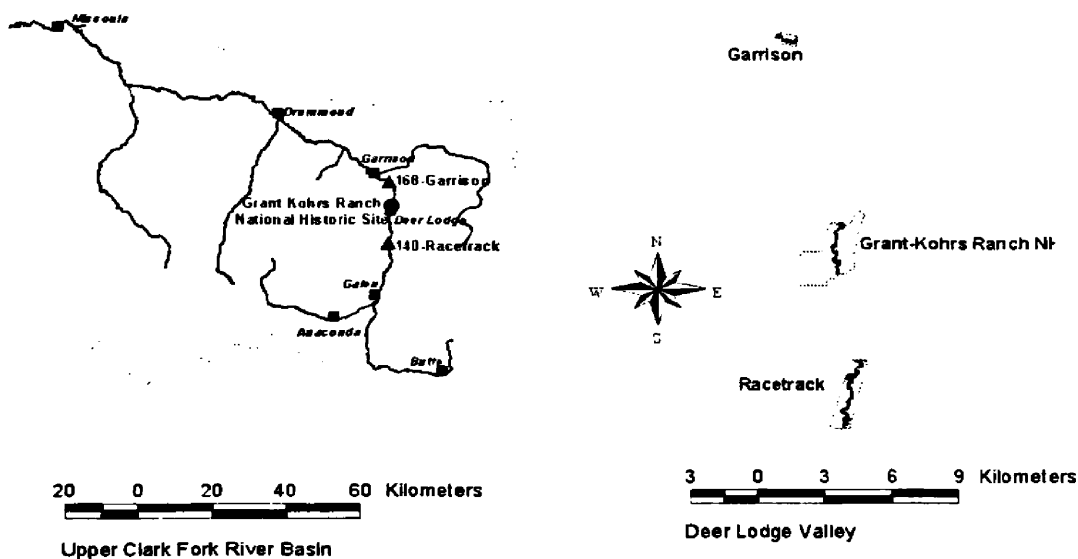 Missoula
Drummond
Garrison
168-Garrison
Grant Kohrs Ranch
National Historic Site
Deer Lodge
140-Racetrack
Galen
Anaconda
Butte
20 0 20 40 60 Kilometers
Upper Clark Fork River Basin
Garrison
Grant-Kohrs Ranch NH
N
W E
S
Racetrack
3 0 3 6 9 Kilometers
Deer Lodge Valley